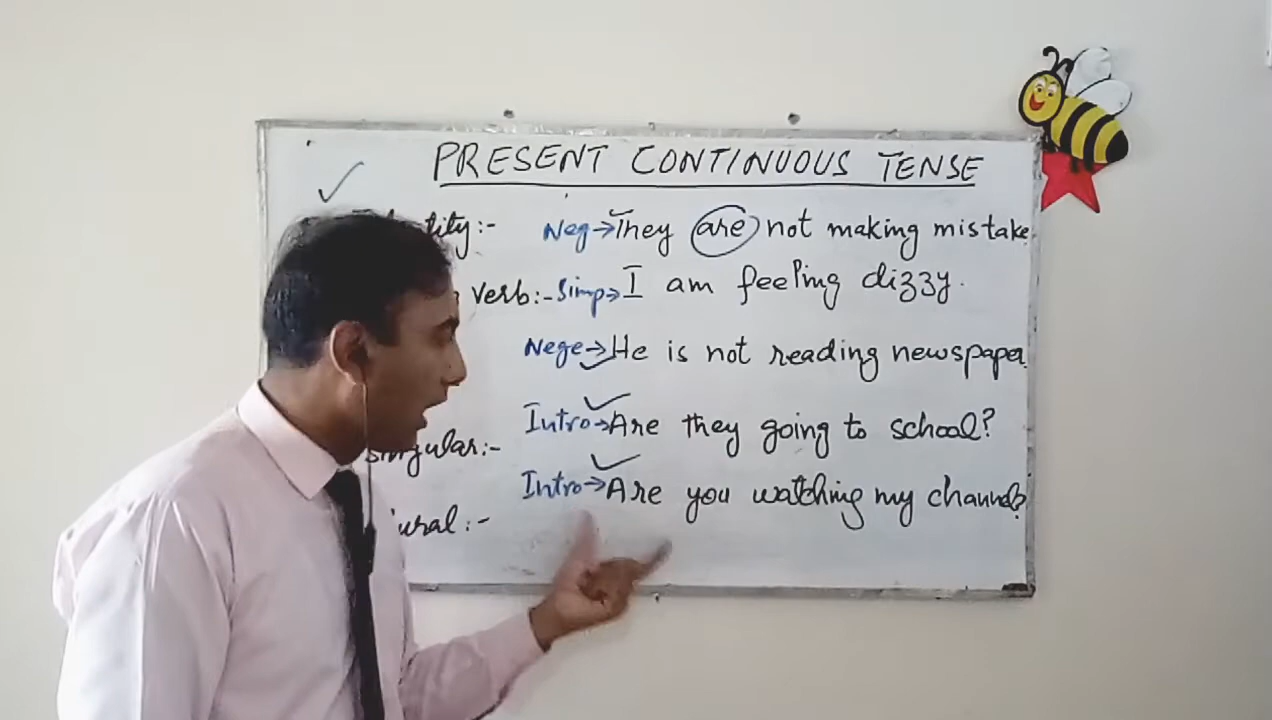 PRESENT CONTINUOUS TENSE
Neg→They are not making mistake.
verb:- Simp→I am feeling dizzy.
Nege→He is not reading newspaper.
Intro→Are they going to school?
Singular:-
Intro→Are you watching my channel?